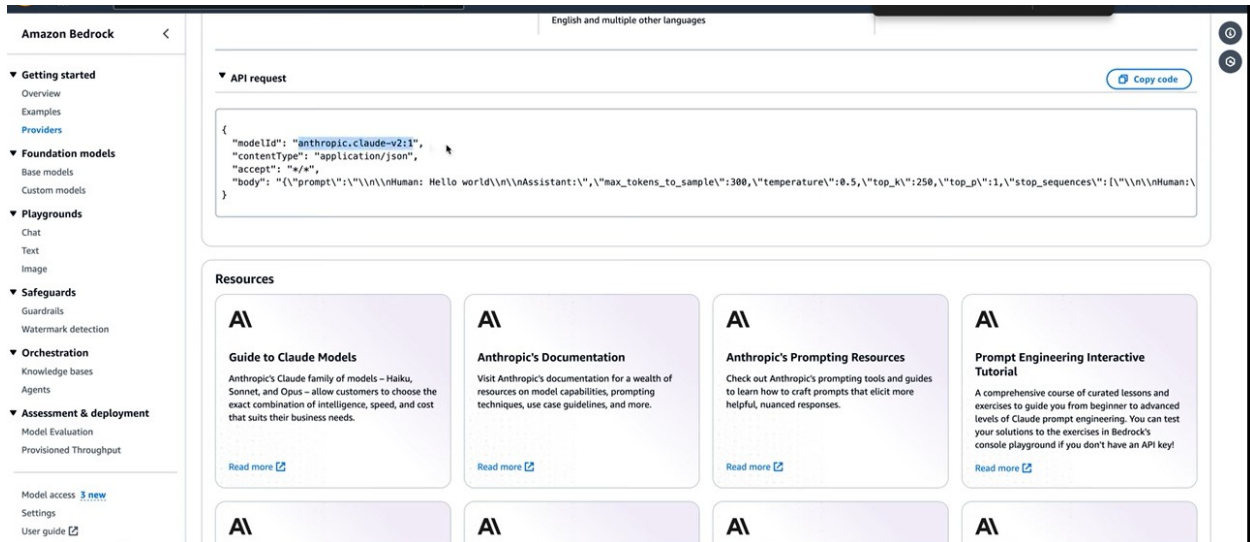 Amazon Bedrock
Getting started
Overview
Examples
Providers
Foundation models
Base models
Custom models
Playgrounds
Chat
Text
Image
Safeguards
Guardrails
Watermark detection
Orchestration
Knowledge bases
Agents
Assessment & deployment
Model Evaluation
Provisioned Throughput
Model access 3 new
Settings
User guide
English and multiple other languages
API request
Copy code
{
"modelId": "anthropic.claude-v2:1",
"contentType": "application/json",
"accept": "*/*",
"body": "{\"prompt\":\"\\n\\nHuman: Hello world\\n\\nAssistant:\",\"max_tokens_to_sample\":300,\"temperature\":0.5,\"top_k\":250,\"top_p\":1,\"stop_sequences\":[\"\\n\\nHuman:\
}
Resources
A\
Guide to Claude Models
Anthropic's Claude family of models – Haiku,
Sonnet, and Opus – allow customers to choose the
exact combination of intelligence, speed, and cost
that suits their business needs.
Read more
A\
Anthropic's Documentation
Visit Anthropic's documentation for a wealth of
resources on model capabilities, prompting
techniques, use case guidelines, and more.
Read more
A\
Anthropic's Prompting Resources
Check out Anthropic's prompting tools and guides
to learn how to craft prompts that elicit more
helpful, nuanced responses.
Read more
A\
Prompt Engineering Interactive
Tutorial
A comprehensive course of curated lessons and
exercises to guide you from beginner to advanced
levels of Claude prompt engineering. You can test
your solutions to the exercises in Bedrock's
console playground if you don't have an API key!
Read more
A\
A\
A\
A\